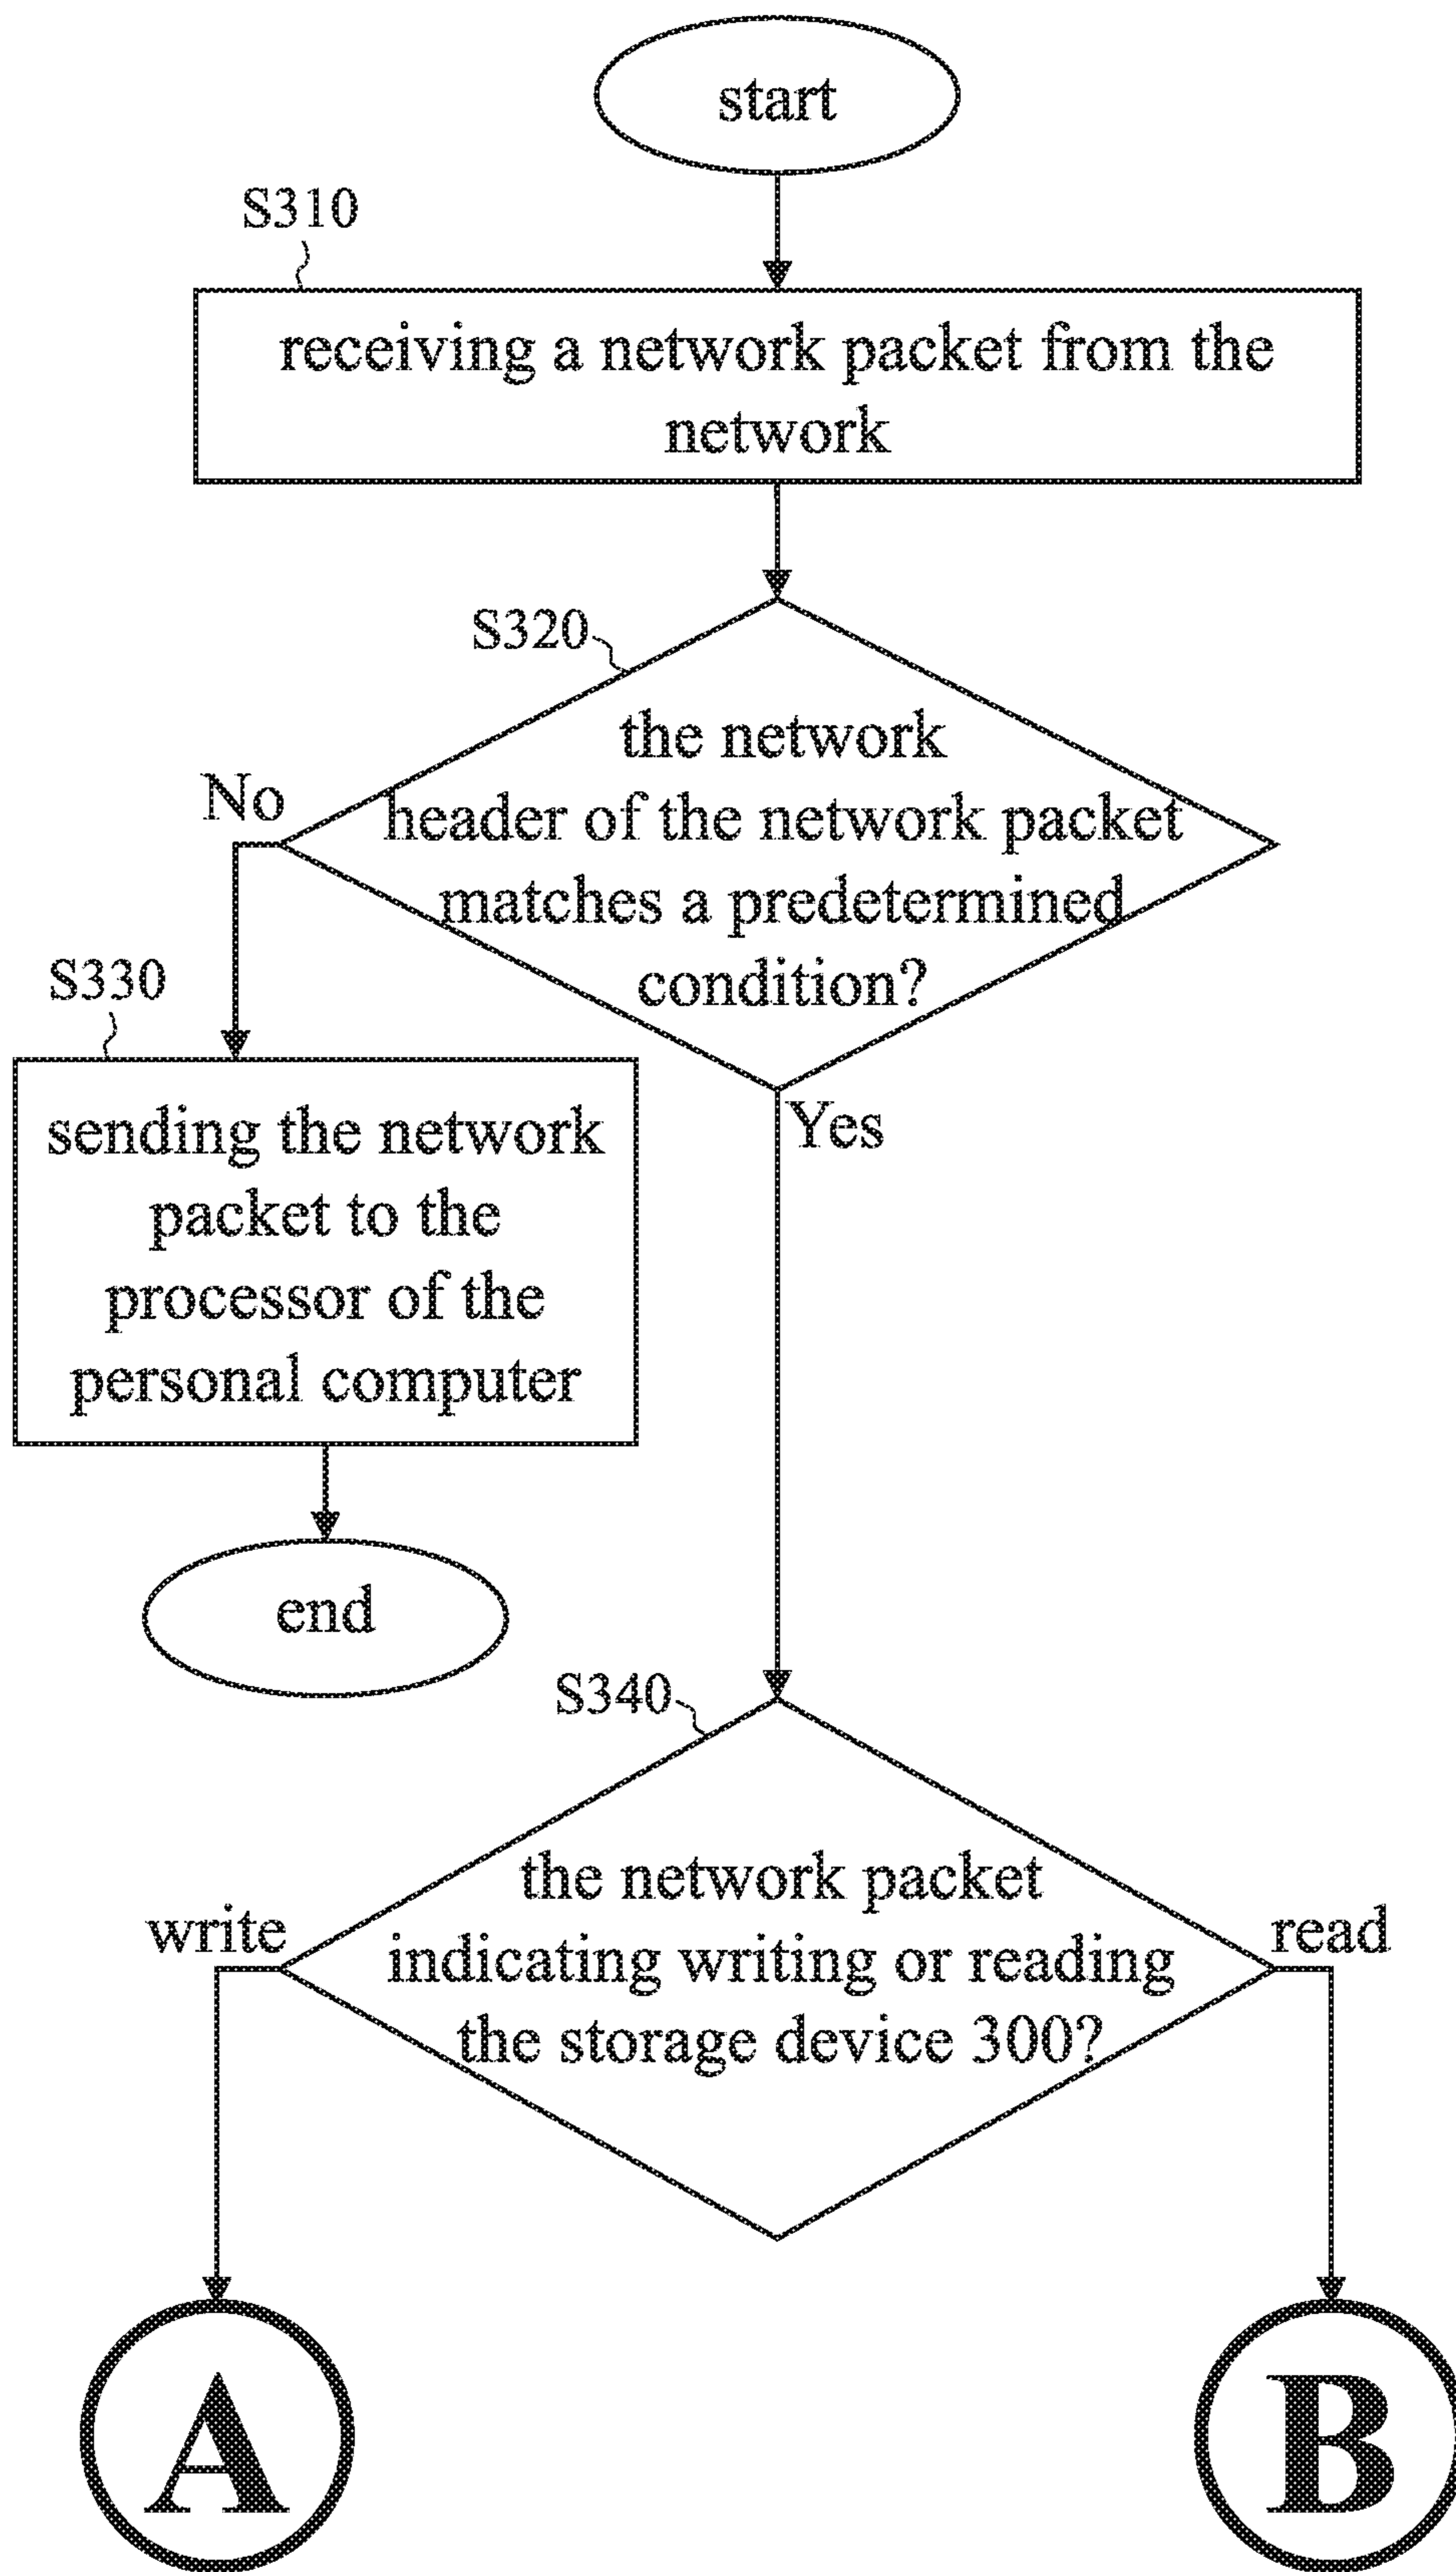 start
S310
receiving a network packet from the
network
S320
the network
header of the network packet
matches a predetermined
condition?
No
Yes
S330
sending the network
packet to the
processor of the
personal computer
end
S340
the network packet
indicating writing or reading
the storage device 300?
write
read
A
B